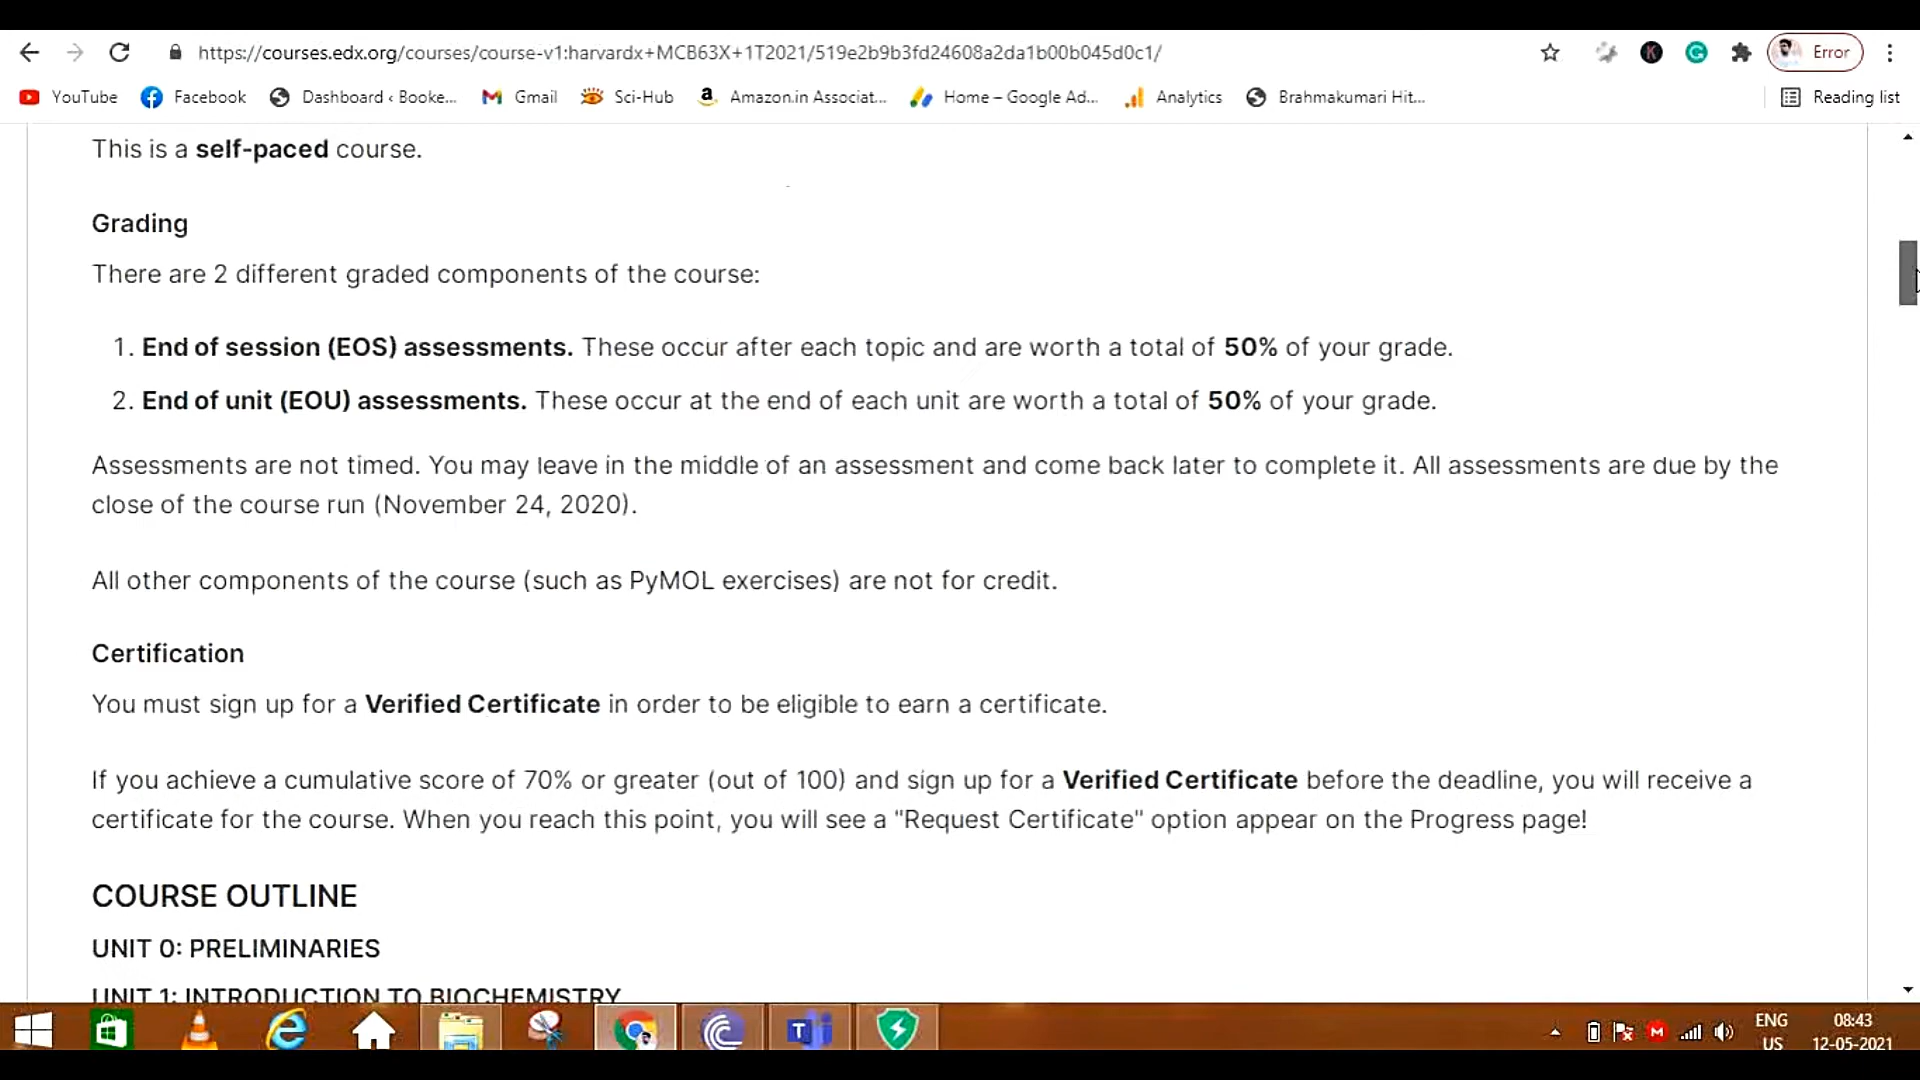 https://courses.edx.org/courses/course-v1:harvardx+MCB63X+1T2021/519e2b9b3fd24608a2da1b00b045d0c1/
Error
YouTube Facebook Dashboard ‹ Booke... Gmail Sci-Hub Amazon.in Associat... Home – Google Ad... Analytics Brahmakumari Hit... Reading list
This is a self-paced course.
Grading
There are 2 different graded components of the course:
1. End of session (EOS) assessments. These occur after each topic and are worth a total of 50% of your grade.
2. End of unit (EOU) assessments. These occur at the end of each unit are worth a total of 50% of your grade.
Assessments are not timed. You may leave in the middle of an assessment and come back later to complete it. All assessments are due by the
close of the course run (November 24, 2020).
All other components of the course (such as PyMOL exercises) are not for credit.
Certification
You must sign up for a Verified Certificate in order to be eligible to earn a certificate.
If you achieve a cumulative score of 70% or greater (out of 100) and sign up for a Verified Certificate before the deadline, you will receive a
certificate for the course. When you reach this point, you will see a "Request Certificate" option appear on the Progress page!
COURSE OUTLINE
UNIT 0: PRELIMINARIES
UNIT 1: INTRODUCTION TO BIOCHEMISTRY
ENG 08:43
US 12-05-2021